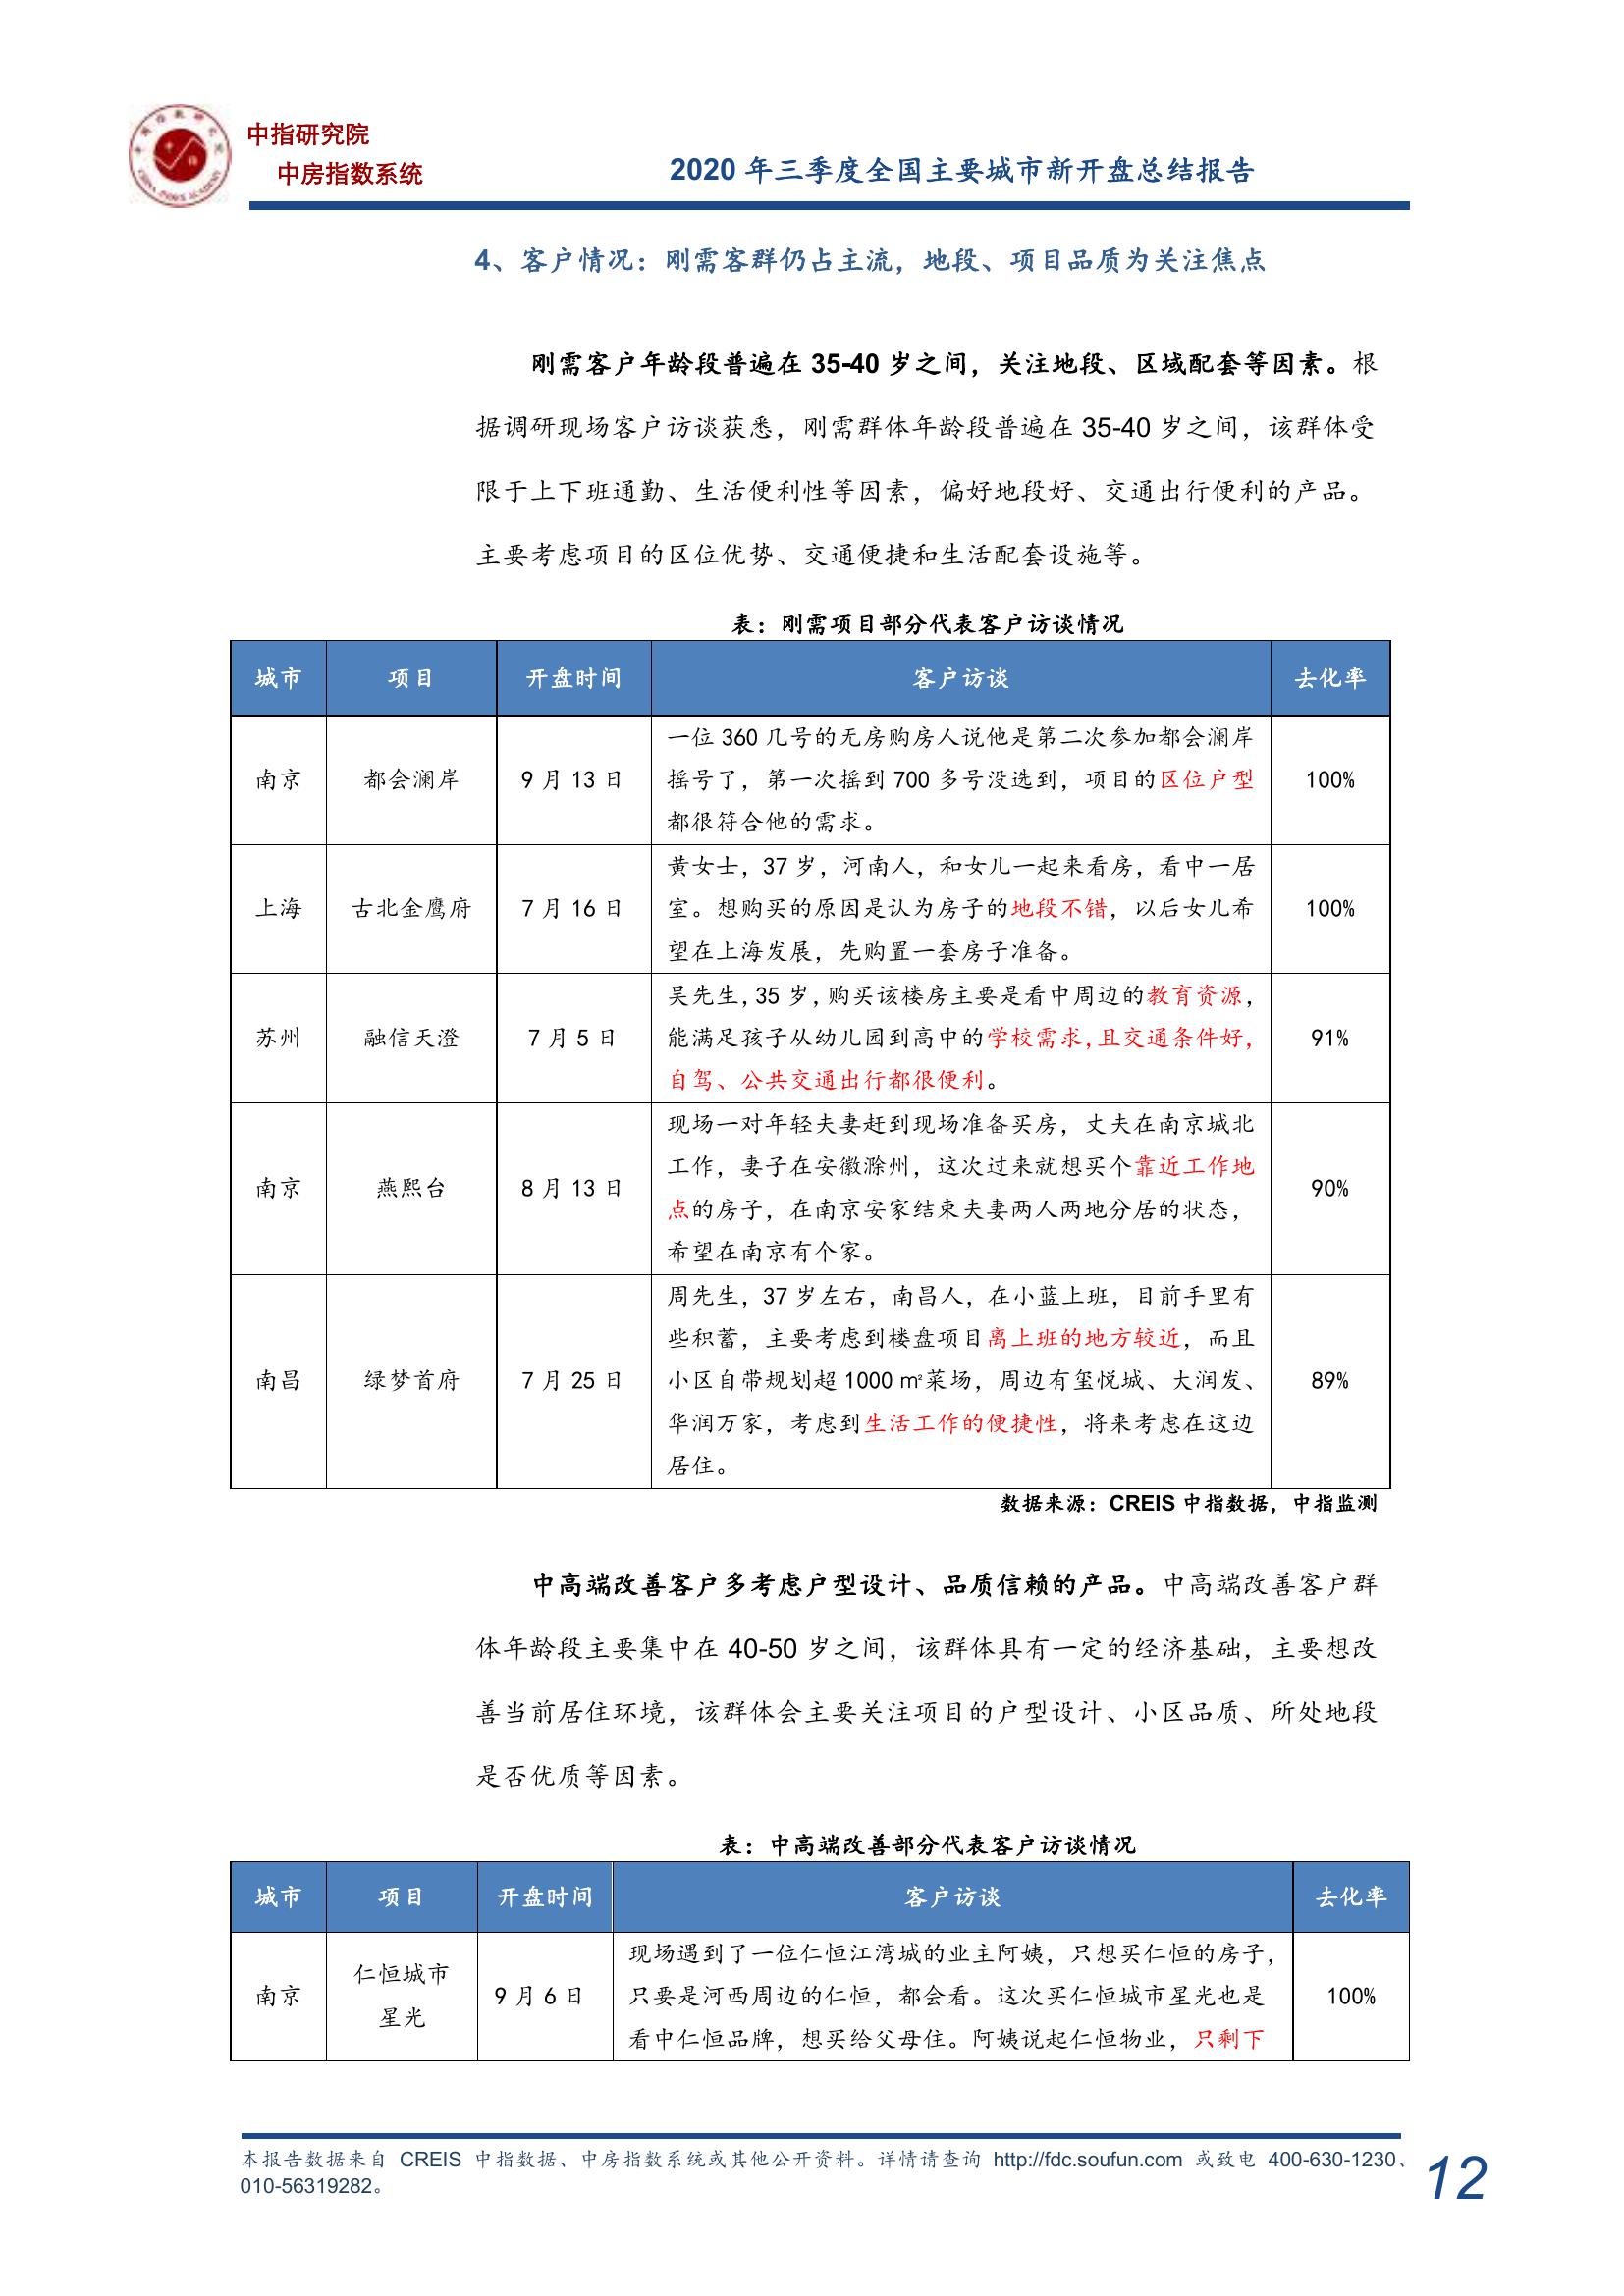 中指研究院
中房指数系统
2020 年三季度全国主要城市新开盘总结报告
4、客户情况：刚需客群仍占主流，地段、项目品质为关注焦点
刚需客户年龄段普遍在 35-40 岁之间，关注地段、区域配套等因素。根
据调研现场客户访谈获悉，刚需群体年龄段普遍在 35-40 岁之间，该群体受
限于上下班通勤、生活便利性等因素，偏好地段好、交通出行便利的产品。
主要考虑项目的区位优势、交通便捷和生活配套设施等。
表：刚需项目部分代表客户访谈情况
城市 项目 开盘时间 客户访谈 去化率
南京 都会澜岸 9 月 13 日
一位 360 几号的无房购房人说他是第二次参加都会澜岸
摇号了，第一次摇到 700 多号没选到，项目的区位户型
都很符合他的需求。
100%
上海 古北金鹰府 7 月 16 日
黄女士，37 岁，河南人，和女儿一起来看房，看中一居
室。想购买的原因是认为房子的地段不错，以后女儿希
望在上海发展，先购置一套房子准备。
100%
苏州 融信天澄 7 月 5 日
吴先生，35 岁，购买该楼房主要是看中周边的教育资源，
能满足孩子从幼儿园到高中的学校需求，且交通条件好，
自驾、公共交通出行都很便利。
91%
南京 燕熙台 8 月 13 日
现场一对年轻夫妻赶到现场准备买房，丈夫在南京城北
工作，妻子在安徽滁州，这次过来就想买个靠近工作地
点的房子，在南京安家结束夫妻两人两地分居的状态，
希望在南京有个家。
90%
南昌 绿梦首府 7 月 25 日
周先生，37 岁左右，南昌人，在小蓝上班，目前手里有
些积蓄，主要考虑到楼盘项目离上班的地方较近，而且
小区自带规划超 1000 ㎡菜场，周边有玺悦城、大润发、
华润万家，考虑到生活工作的便捷性，将来考虑在这边
居住。
89%
数据来源：CREIS 中指数据，中指监测
中高端改善客户多考虑户型设计、品质信赖的产品。中高端改善客户群
体年龄段主要集中在 40-50 岁之间，该群体具有一定的经济基础，主要想改
善当前居住环境，该群体会主要关注项目的户型设计、小区品质、所处地段
是否优质等因素。
表：中高端改善部分代表客户访谈情况
城市 项目 开盘时间 客户访谈 去化率
南京
仁恒城市
星光
9 月 6 日
现场遇到了一位仁恒江湾城的业主阿姨，只想买仁恒的房子，
只要是河西周边的仁恒，都会看。这次买仁恒城市星光也是
看中仁恒品牌，想买给父母住。阿姨说起仁恒物业，只剩下
100%
本报告数据来自 CREIS 中指数据、中房指数系统或其他公开资料。详情请查询 http://fdc.soufun.com 或致电 400-630-1230、
010-56319282。
12